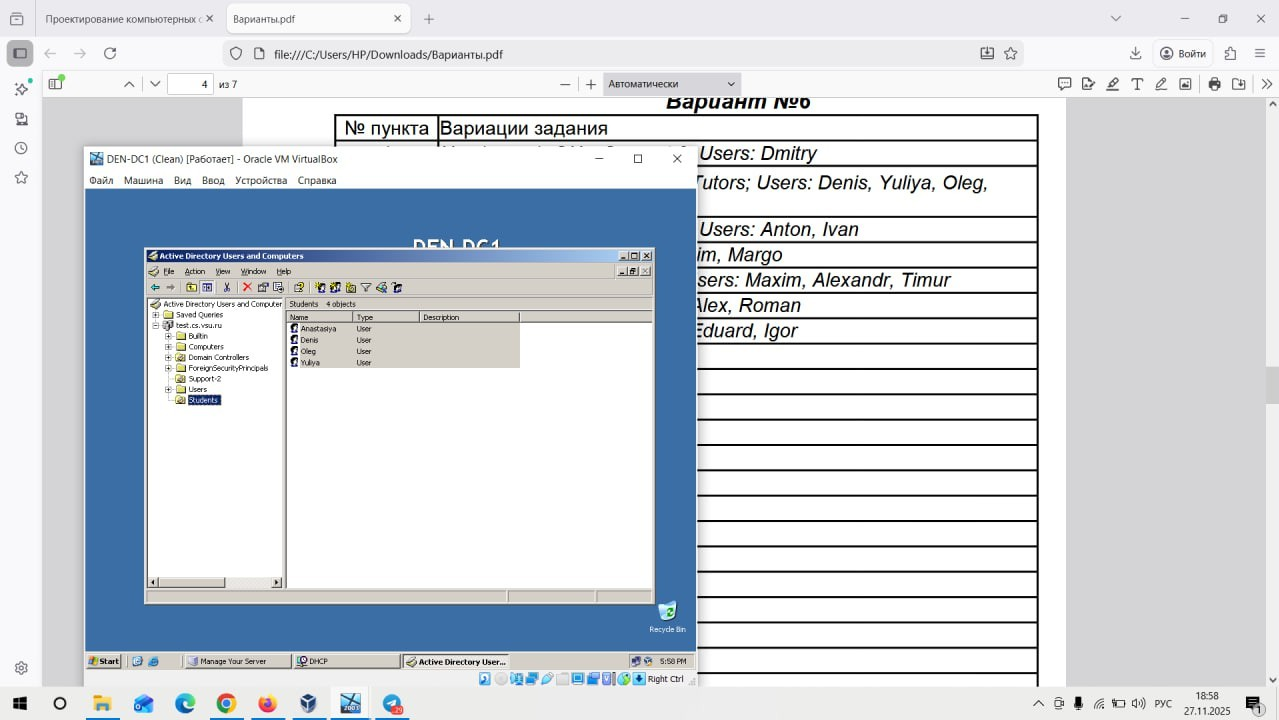 Проектирование компьютерных с
Варианты.pdf
file:///C:/Users/HP/Downloads/Варианты.pdf
Войти
4 из 7
Автоматически
Вариант №6
№ пункта Вариации задания
Users: Dmitry
Tutors; Users: Denis, Yuliya, Oleg,
Users: Anton, Ivan
im, Margo
sers: Maxim, Alexandr, Timur
Alex, Roman
Eduard, Igor
DEN-DC1 (Clean) [Работает] - Oracle VM VirtualBox
Файл Машина Вид Ввод Устройства Справка
DEN-DC1
Active Directory Users and Computers
File Action View Window Help
Active Directory Users and Computer
Saved Queries
test.cs.vsu.ru
Builtin
Computers
Domain Controllers
ForeignSecurityPrincipals
Support-2
Users
Students
Students 4 objects
Name Type Description
Anastasiya User
Denis User
Oleg User
Yuliya User
Recycle Bin
Start Manage Your Server DHCP Active Directory User... 5:58 PM
Right Ctrl
29
РУС
18:58
27.11.2025
1